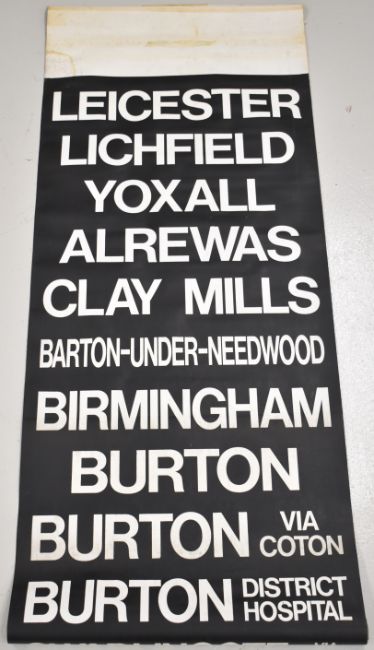 LEICESTER
LICHFIELD
YOXALL
ALREWAS
CLAY MILLS
BARTON-UNDER-NEEDWOOD
BIRMINGHAM
BURTON
BURTON VIA COTON
BURTON DISTRICT HOSPITAL